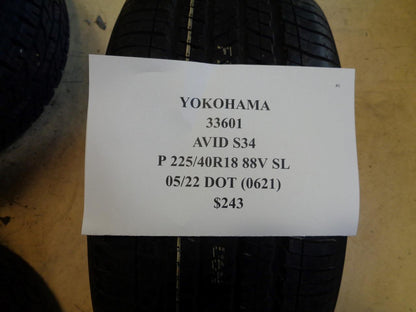 YOKOHAMA
33601
AVID S34
P 225/40R18 88V SL
05/22 DOT (0621)
$243